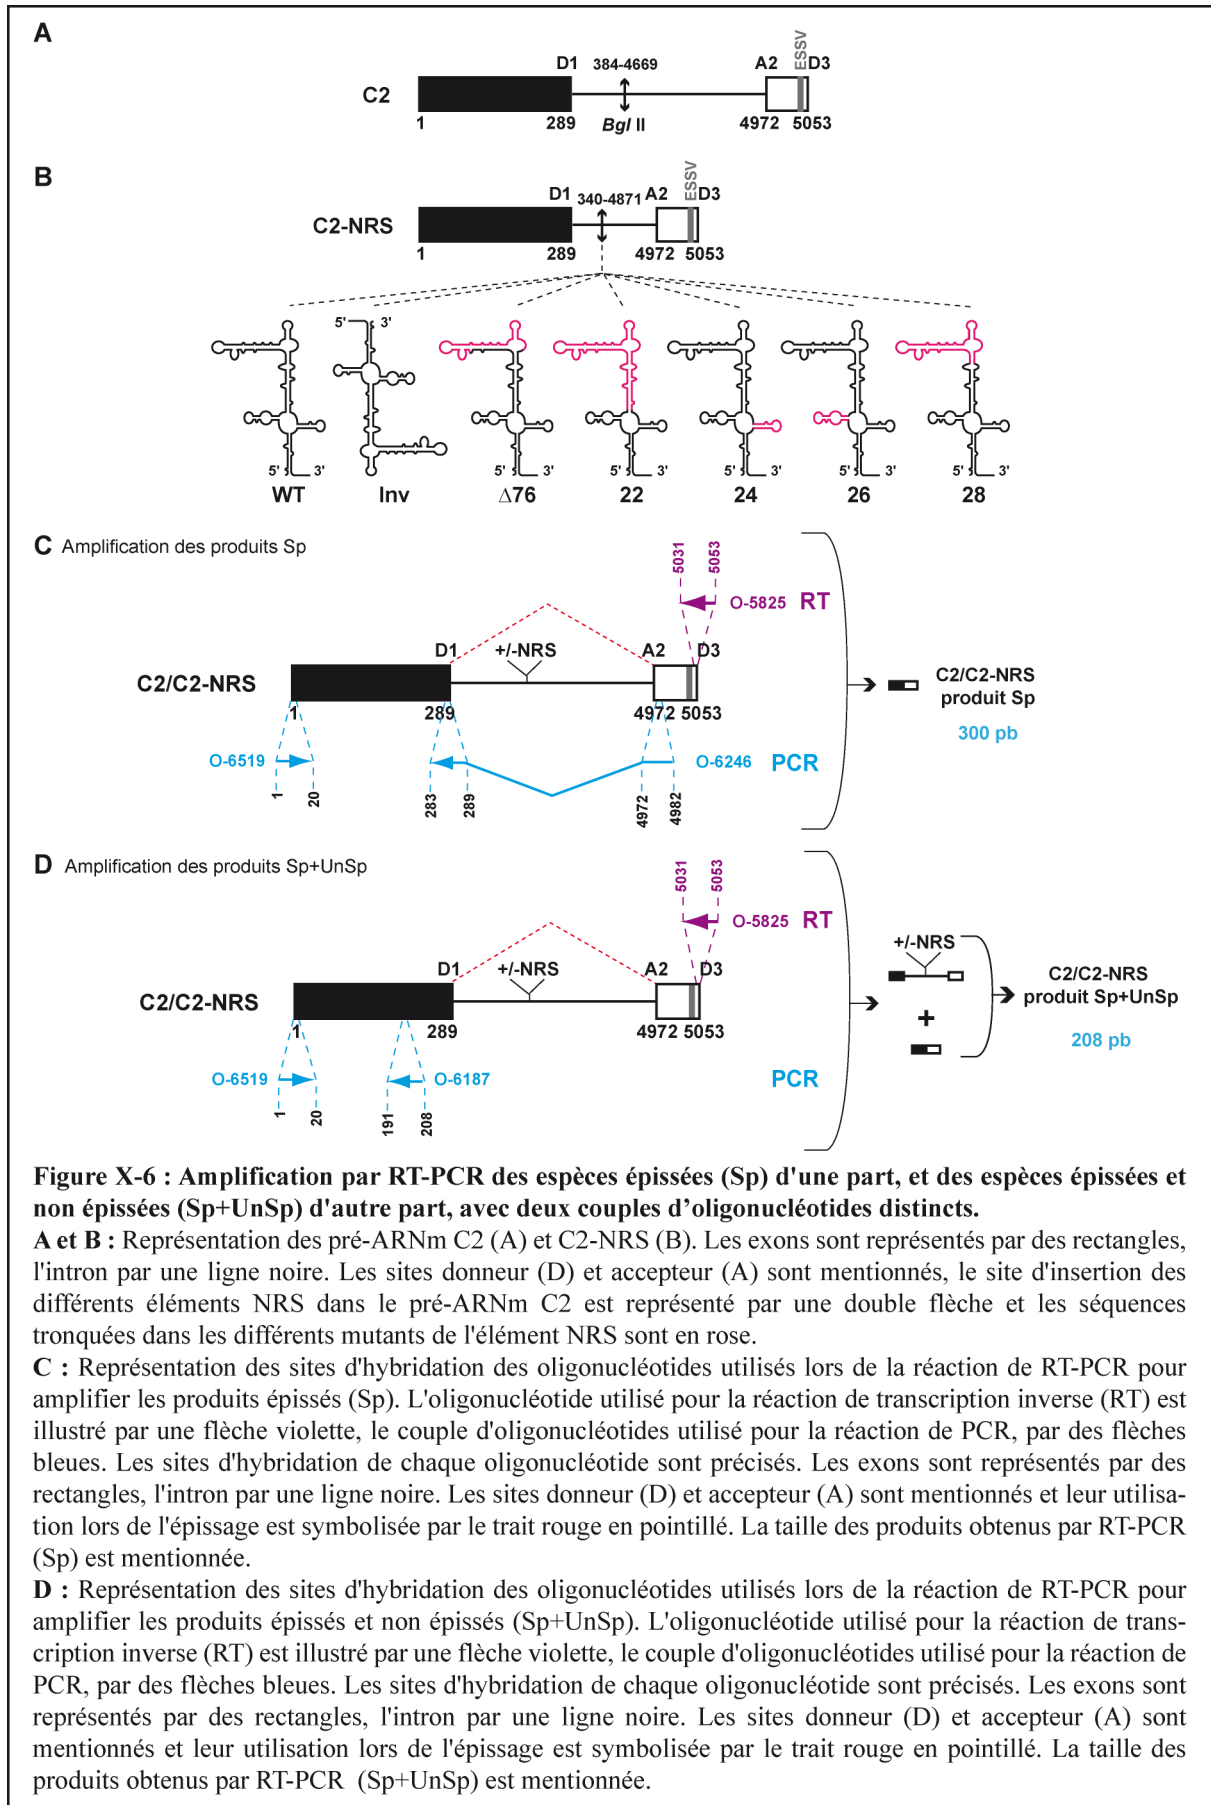 A
ESSV
D1
384-4669
A2
D3
C2
1
289
Bgl II
4972
5053
B
ESSV
D1
340-4871
A2
D3
C2-NRS
1
289
4972
5053
5'
3'
5' 3'
5' 3'
5' 3'
5' 3'
5' 3'
5' 3'
WT
Inv
Δ76
22
24
26
28
C Amplification des produits Sp
5031
5053
O-5825 RT
D1
+/-NRS
A2
D3
C2/C2-NRS
1
289
4972
5053
O-6519
O-6246 PCR
1
20
283
289
4972
4982
C2/C2-NRS
produit Sp
300 pb
D Amplification des produits Sp+UnSp
5031
5053
O-5825 RT
D1
+/-NRS
A2
D3
C2/C2-NRS
1
289
4972
5053
O-6519
O-6187
PCR
1
20
191
208
+/-NRS
+
C2/C2-NRS
produit Sp+UnSp
208 pb
Figure X-6 : Amplification par RT-PCR des espèces épissées (Sp) d'une part, et des espèces épissées et
non épissées (Sp+UnSp) d'autre part, avec deux couples d’oligonucléotides distincts.
A et B : Représentation des pré-ARNm C2 (A) et C2-NRS (B). Les exons sont représentés par des rectangles,
l'intron par une ligne noire. Les sites donneur (D) et accepteur (A) sont mentionnés, le site d'insertion des
différents éléments NRS dans le pré-ARNm C2 est représenté par une double flèche et les séquences
tronquées dans les différents mutants de l'élément NRS sont en rose.
C : Représentation des sites d'hybridation des oligonucléotides utilisés lors de la réaction de RT-PCR pour
amplifier les produits épissés (Sp). L'oligonucléotide utilisé pour la réaction de transcription inverse (RT) est
illustré par une flèche violette, le couple d'oligonucléotides utilisé pour la réaction de PCR, par des flèches
bleues. Les sites d'hybridation de chaque oligonucléotide sont précisés. Les exons sont représentés par des
rectangles, l'intron par une ligne noire. Les sites donneur (D) et accepteur (A) sont mentionnés et leur utilisa-
tion lors de l'épissage est symbolisée par le trait rouge en pointillé. La taille des produits obtenus par RT-PCR
(Sp) est mentionnée.
D : Représentation des sites d'hybridation des oligonucléotides utilisés lors de la réaction de RT-PCR pour
amplifier les produits épissés et non épissés (Sp+UnSp). L'oligonucléotide utilisé pour la réaction de trans-
cription inverse (RT) est illustré par une flèche violette, le couple d'oligonucléotides utilisé pour la réaction de
PCR, par des flèches bleues. Les sites d'hybridation de chaque oligonucléotide sont précisés. Les exons sont
représentés par des rectangles, l'intron par une ligne noire. Les sites donneur (D) et accepteur (A) sont
mentionnés et leur utilisation lors de l'épissage est symbolisée par le trait rouge en pointillé. La taille des
produits obtenus par RT-PCR (Sp+UnSp) est mentionnée.